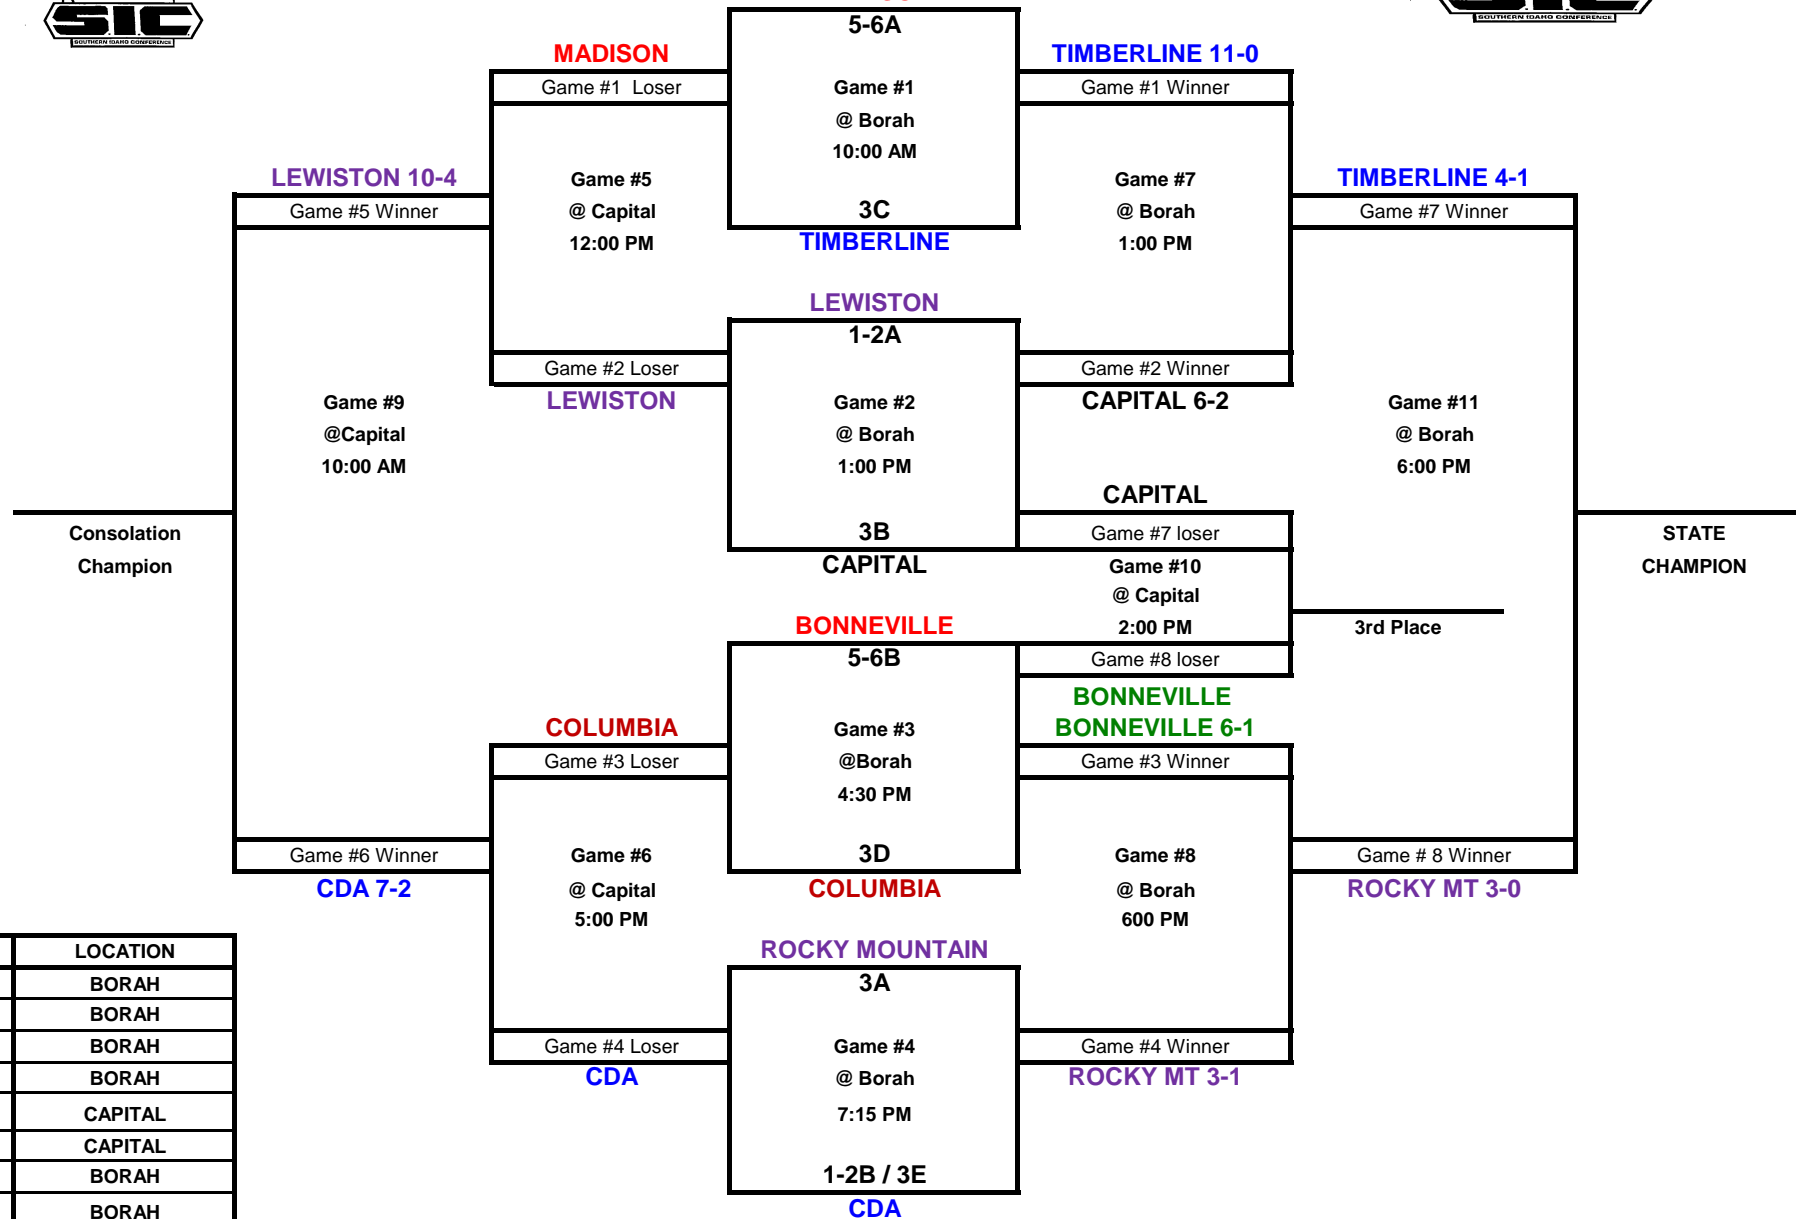 SIC
SOUTHERN IDAHO CONFERENCE
SOUTHERN IDAHO CONFERENCE
5-6A
MADISON
TIMBERLINE 11-0
Game #1 Loser
Game #1
Game #1 Winner
@ Borah
10:00 AM
LEWISTON 10-4
Game #5
Game #7
TIMBERLINE 4-1
Game #5 Winner
@ Capital
3C
@ Borah
Game #7 Winner
12:00 PM
TIMBERLINE
1:00 PM
LEWISTON
1-2A
Game #2 Loser
Game #2 Winner
Game #9
LEWISTON
Game #2
CAPITAL 6-2
Game #11
@Capital
@ Borah
@ Borah
10:00 AM
1:00 PM
6:00 PM
CAPITAL
Consolation
3B
Game #7 loser
STATE
Champion
CAPITAL
Game #10
CHAMPION
@ Capital
BONNEVILLE
2:00 PM
3rd Place
5-6B
Game #8 loser
BONNEVILLE
COLUMBIA
Game #3
BONNEVILLE 6-1
Game #3 Loser
@Borah
Game #3 Winner
4:30 PM
Game #6 Winner
Game #6
3D
Game #8
Game # 8 Winner
CDA 7-2
@ Capital
COLUMBIA
@ Borah
ROCKY MT 3-0
5:00 PM
600 PM
LOCATION
ROCKY MOUNTAIN
BORAH
3A
BORAH
BORAH
Game #4 Loser
Game #4
Game #4 Winner
BORAH
CDA
@ Borah
ROCKY MT 3-1
CAPITAL
7:15 PM
CAPITAL
BORAH
1-2B / 3E
BORAH
CDA